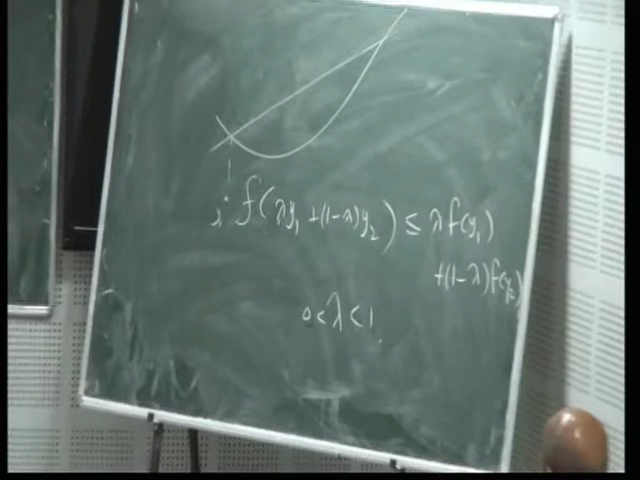 f(λy₁ + (1-λ)y₂) ≤ λf(y₁)
+(1-λ)f(y₂)
0 < λ < 1